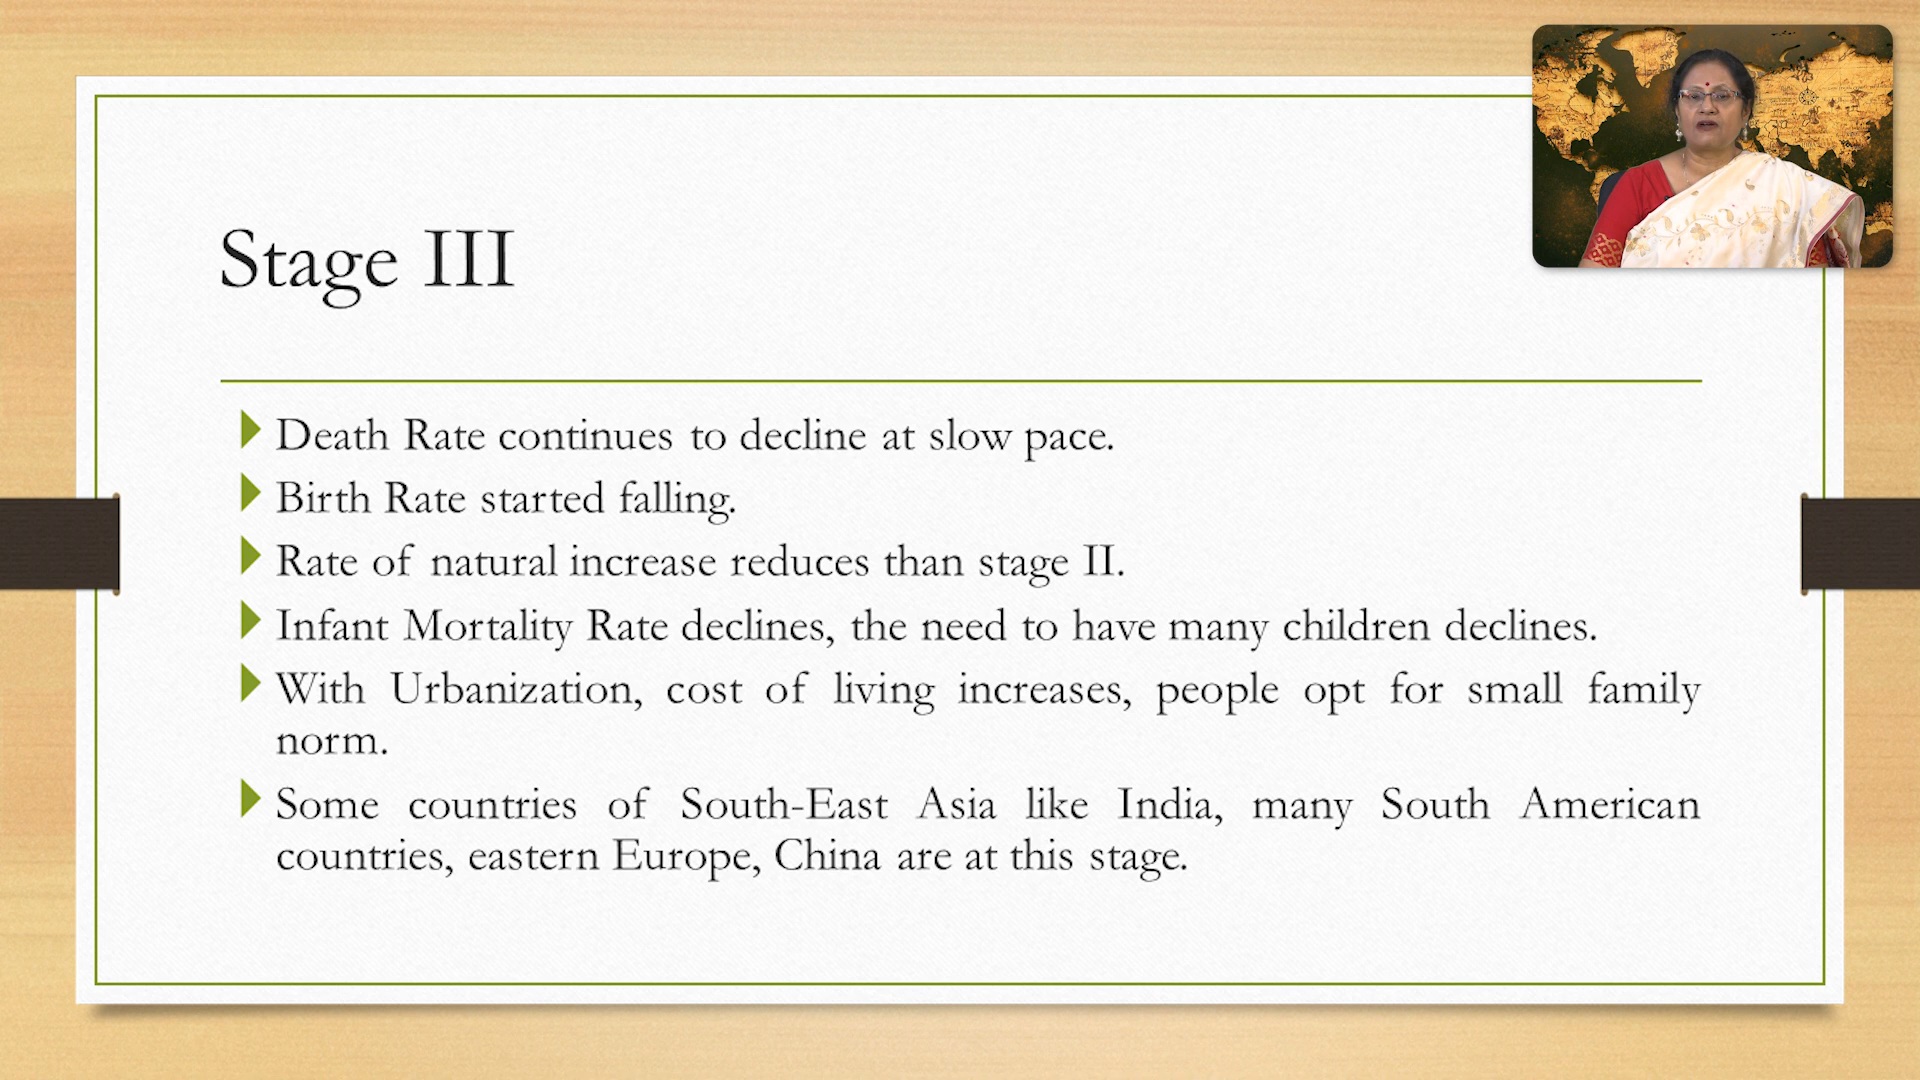 Stage III
Death Rate continues to decline at slow pace.
Birth Rate started falling.
Rate of natural increase reduces than stage II.
Infant Mortality Rate declines, the need to have many children declines.
With Urbanization, cost of living increases, people opt for small family
norm.
Some countries of South-East Asia like India, many South American
countries, eastern Europe, China are at this stage.